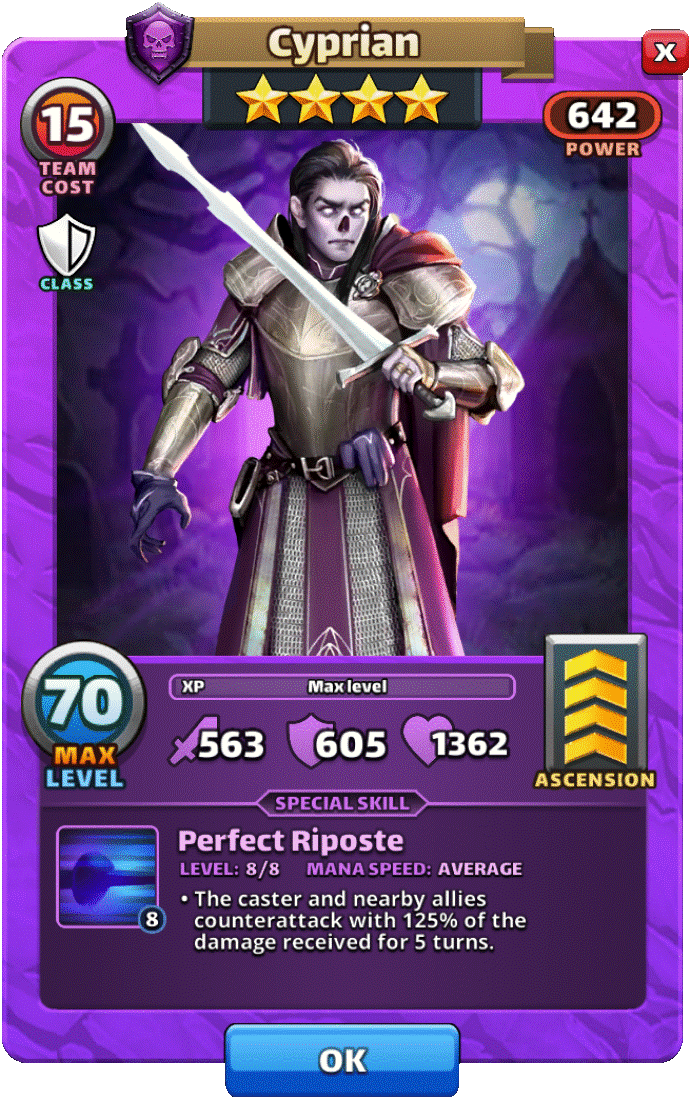 Cyprian
X
15
TEAM
COST
642
POWER
CLASS
70
MAX
LEVEL
XP Max level
563 605 1362
ASCENSION
SPECIAL SKILL
Perfect Riposte
LEVEL: 8/8 MANA SPEED: AVERAGE
8
• The caster and nearby allies
counterattack with 125% of the
damage received for 5 turns.
OK